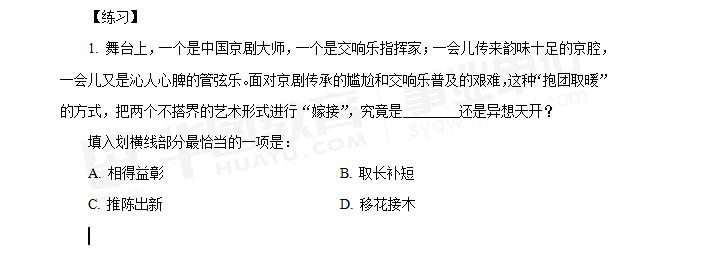 【练习】
1. 舞台上，一个是中国京剧大师，一个是交响乐指挥家；一会儿传来韵味十足的京腔，
一会儿又是沁人心脾的管弦乐。面对京剧传承的尴尬和交响乐普及的艰难，这种“抱团取暖”
的方式，把两个不搭界的艺术形式进行“嫁接”，究竟是________还是异想天开？
填入划横线部分最恰当的一项是：
A. 相得益彰 B. 取长补短
C. 推陈出新 D. 移花接木
HUATU.COM